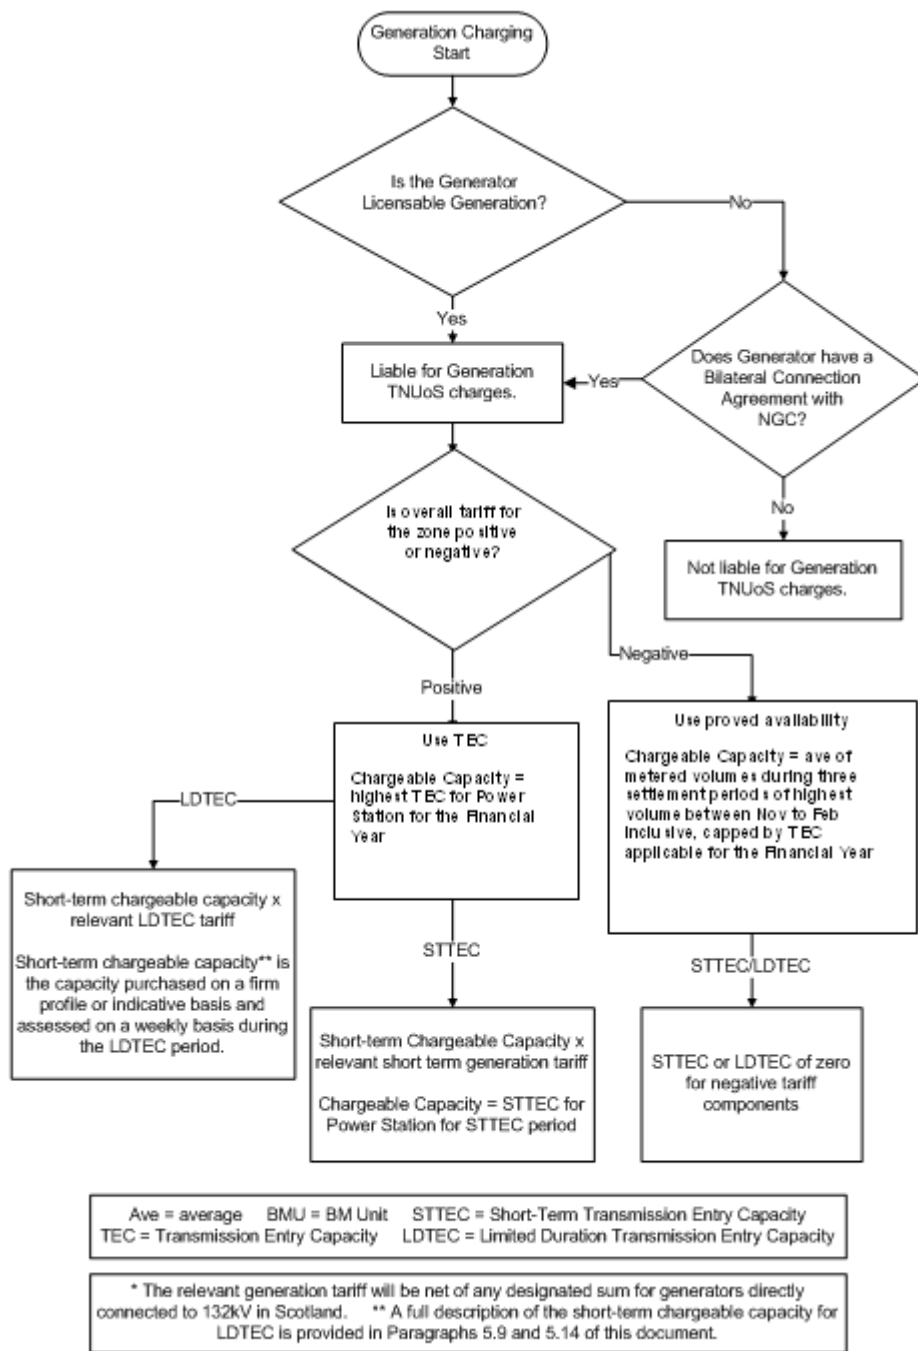 Generation Charging
Start
Is the Generator
Licensable Generation?
No
Yes
Does Generator have a
Bilateral Connection
Agreement with
NGC?
Liable for Generation
TNUoS charges.
Yes
No
Is overall tariff for
the zone positive
or negative?
Not liable for Generation
TNUoS charges.
Negative
Positive
Use TEC
Chargeable Capacity =
highest TEC for Power
Station for the Financial
Year
Use proved availability
Chargeable Capacity = ave of
metered volumes during three
settlement periods of highest
volume between Nov to Feb
inclusive, capped by TEC
applicable for the Financial Year
LDTEC
Short-term chargeable capacity x
relevant LDTEC tariff
Short-term chargeable capacity** is
the capacity purchased on a firm
profile or indicative basis and
assessed on a weekly basis during
the LDTEC period.
STTEC
STTEC/LDTEC
Short-term Chargeable Capacity x
relevant short term generation tariff
Chargeable Capacity = STTEC for
Power Station for STTEC period
STTEC or LDTEC of zero
for negative tariff
components
Ave = average BMU = BM Unit STTEC = Short-Term Transmission Entry Capacity
TEC = Transmission Entry Capacity LDTEC = Limited Duration Transmission Entry Capacity
* The relevant generation tariff will be net of any designated sum for generators directly
connected to 132kV in Scotland. ** A full description of the short-term chargeable capacity for
LDTEC is provided in Paragraphs 5.9 and 5.14 of this document.